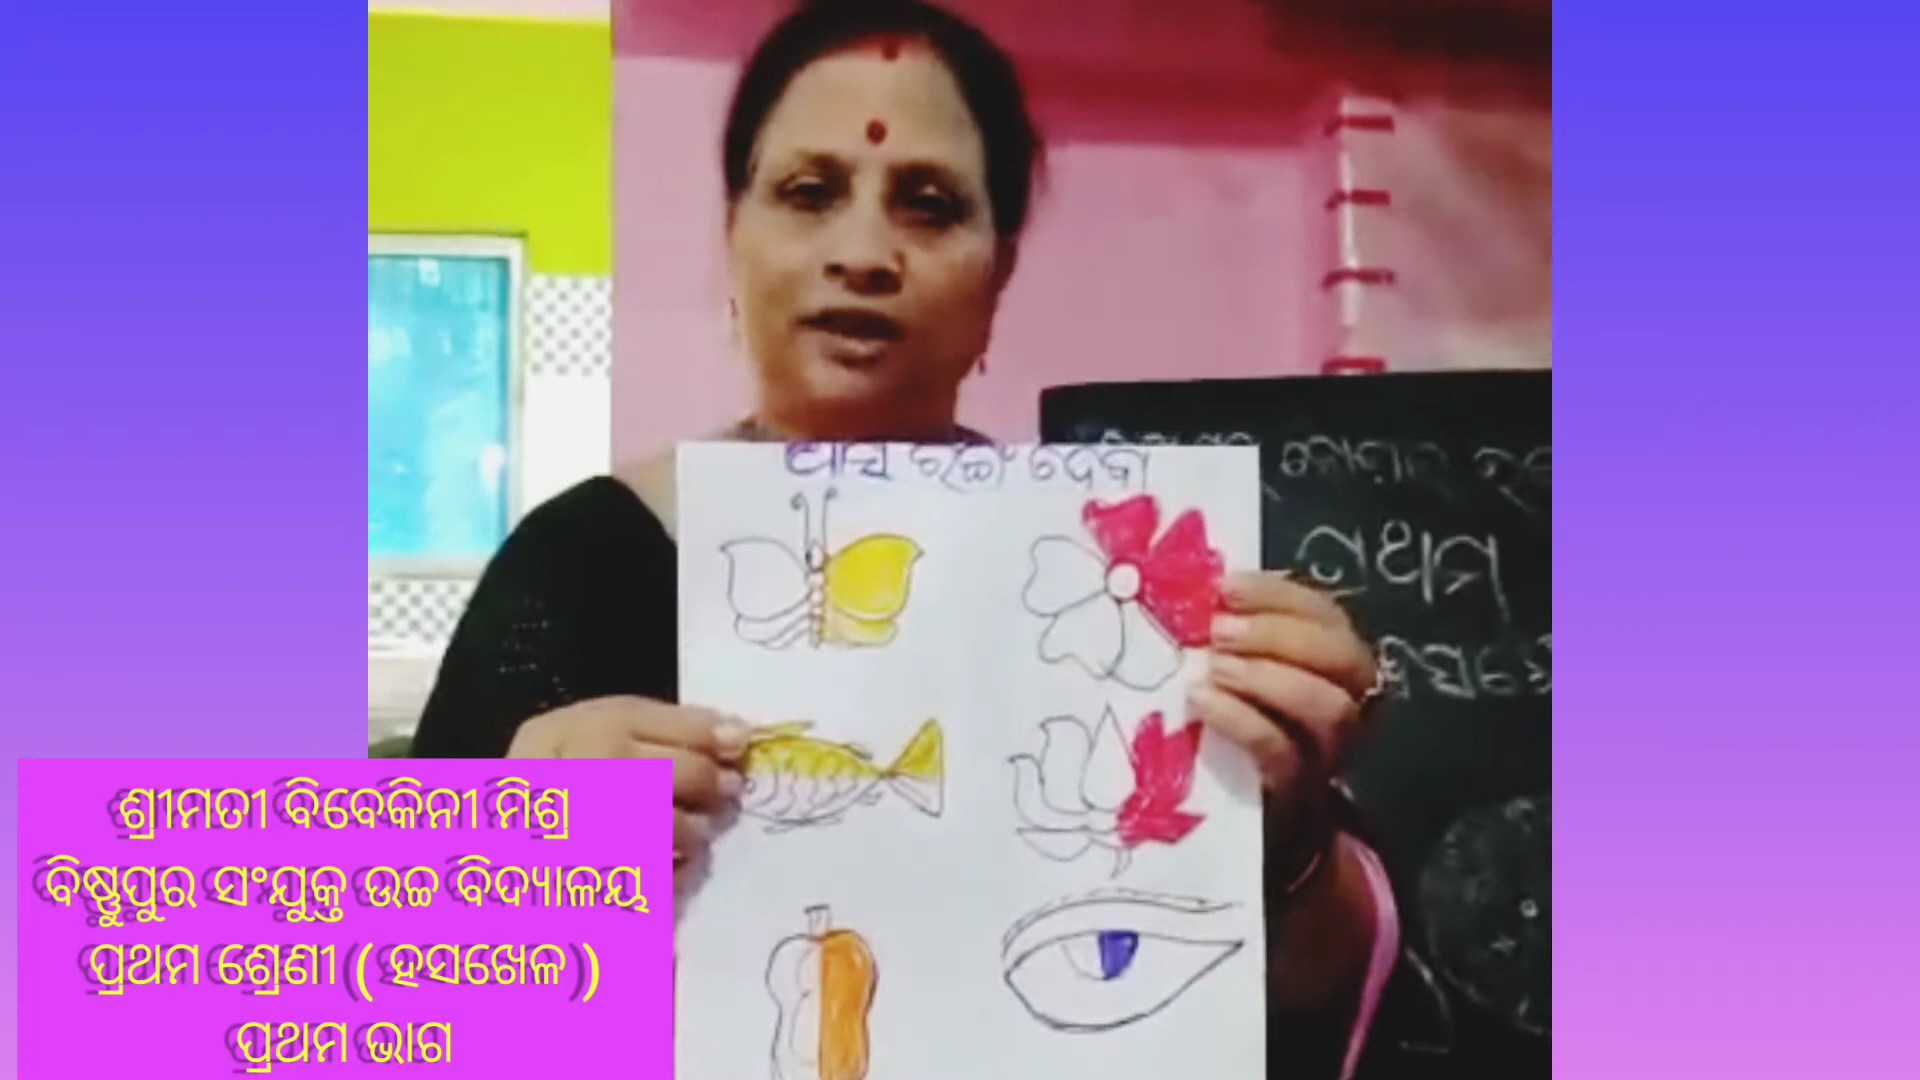 ଆସ ରଙ୍ଗ ଦେବା
ପ୍ରଥମ
ଶ୍ରୀମତୀ ବିବେକିନୀ ମିଶ୍ର
ବିଷ୍ଣୁପୁର ସଂଯୁକ୍ତ ଉଚ୍ଚ ବିଦ୍ୟାଳୟ
ପ୍ରଥମ ଶ୍ରେଣୀ ( ହସଖେଳ )
ପ୍ରଥମ ଭାଗ